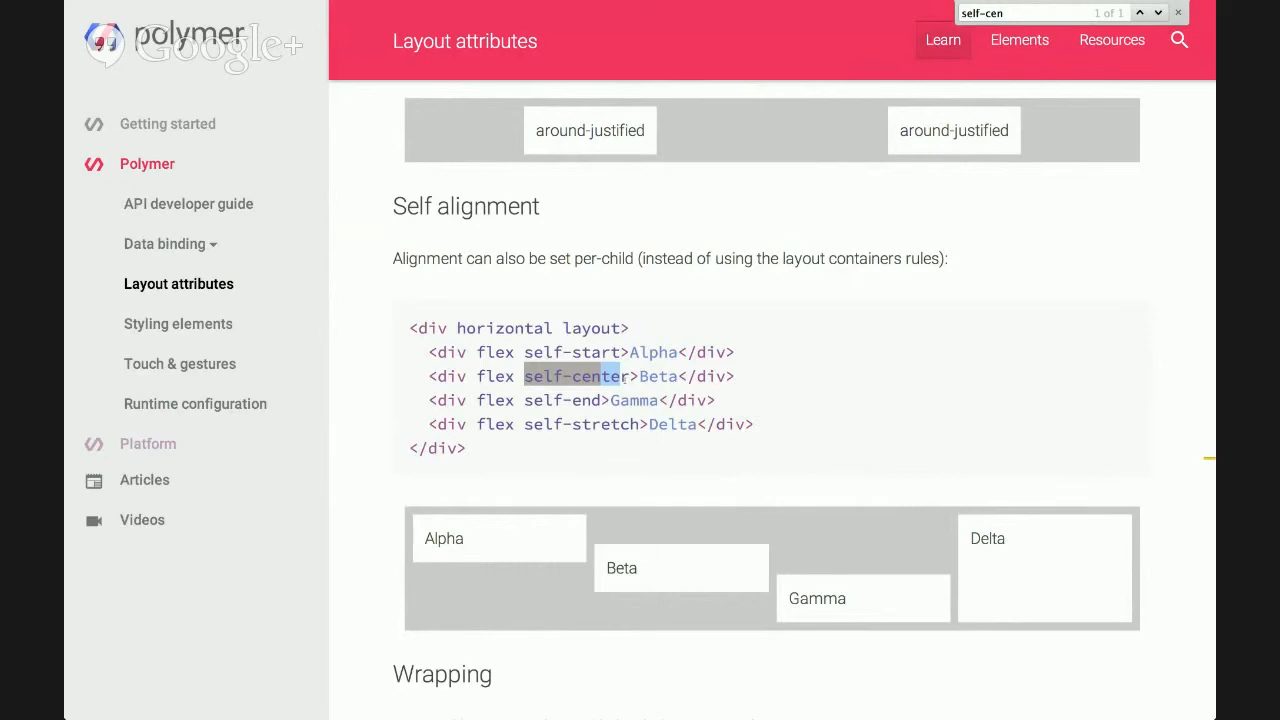 polymer
Google+
Getting started
Polymer
API developer guide
Data binding
Layout attributes
Styling elements
Touch & gestures
Runtime configuration
Platform
Articles
Videos
self-cen 1 of 1
Layout attributes
Learn Elements Resources
around-justified around-justified
Self alignment
Alignment can also be set per-child (instead of using the layout containers rules):
<div horizontal layout>
<div flex self-start>Alpha</div>
<div flex self-center>Beta</div>
<div flex self-end>Gamma</div>
<div flex self-stretch>Delta</div>
</div>
Alpha
Beta
Gamma
Delta
Wrapping